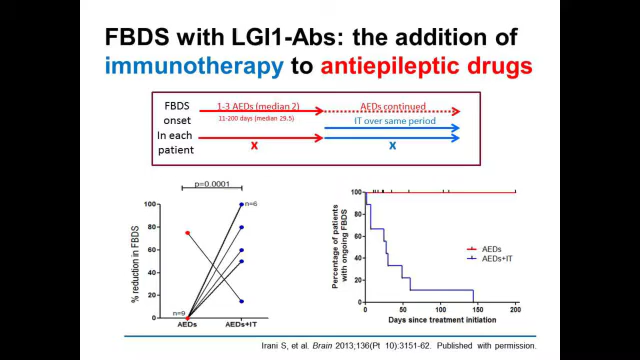 FBDS with LGI1-Abs: the addition of
immunotherapy to antiepileptic drugs
FBDS
onset
1-3 AEDs (median 2)
AEDs continued
11-200 days (median 29.5)
IT over same period
In each
patient
x
x
p=0.0001
% reduction in FBDS
100
80
60
40
20
0
n=6
n=9
AEDs
AEDs+IT
Percentage of patients
with ongoing FBDS
100
80
60
40
20
0
0
50
100
150
200
Days since treatment initiation
AEDs
AEDs+IT
Irani S, et al. Brain 2013;136(Pt 10):3151-62. Published with permission.